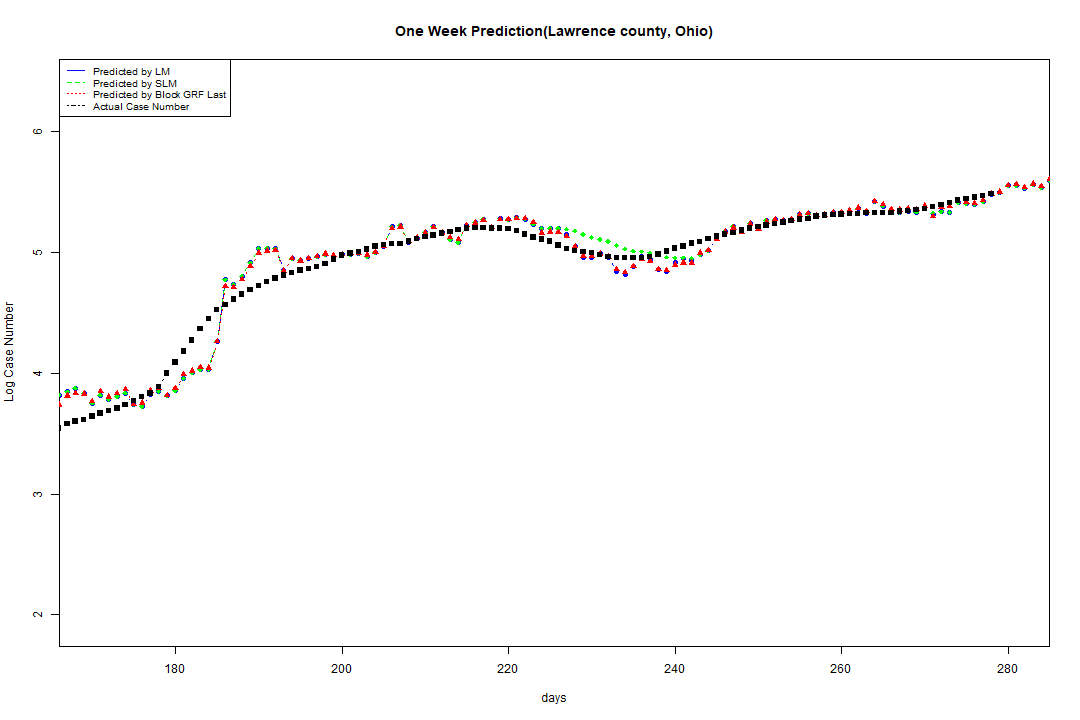 One Week Prediction(Lawrence county, Ohio)
Predicted by LM
Predicted by SLM
Predicted by Block GRF Last
Actual Case Number
6
5
4
3
2
Log Case Number
180 200 220 240 260 280
days